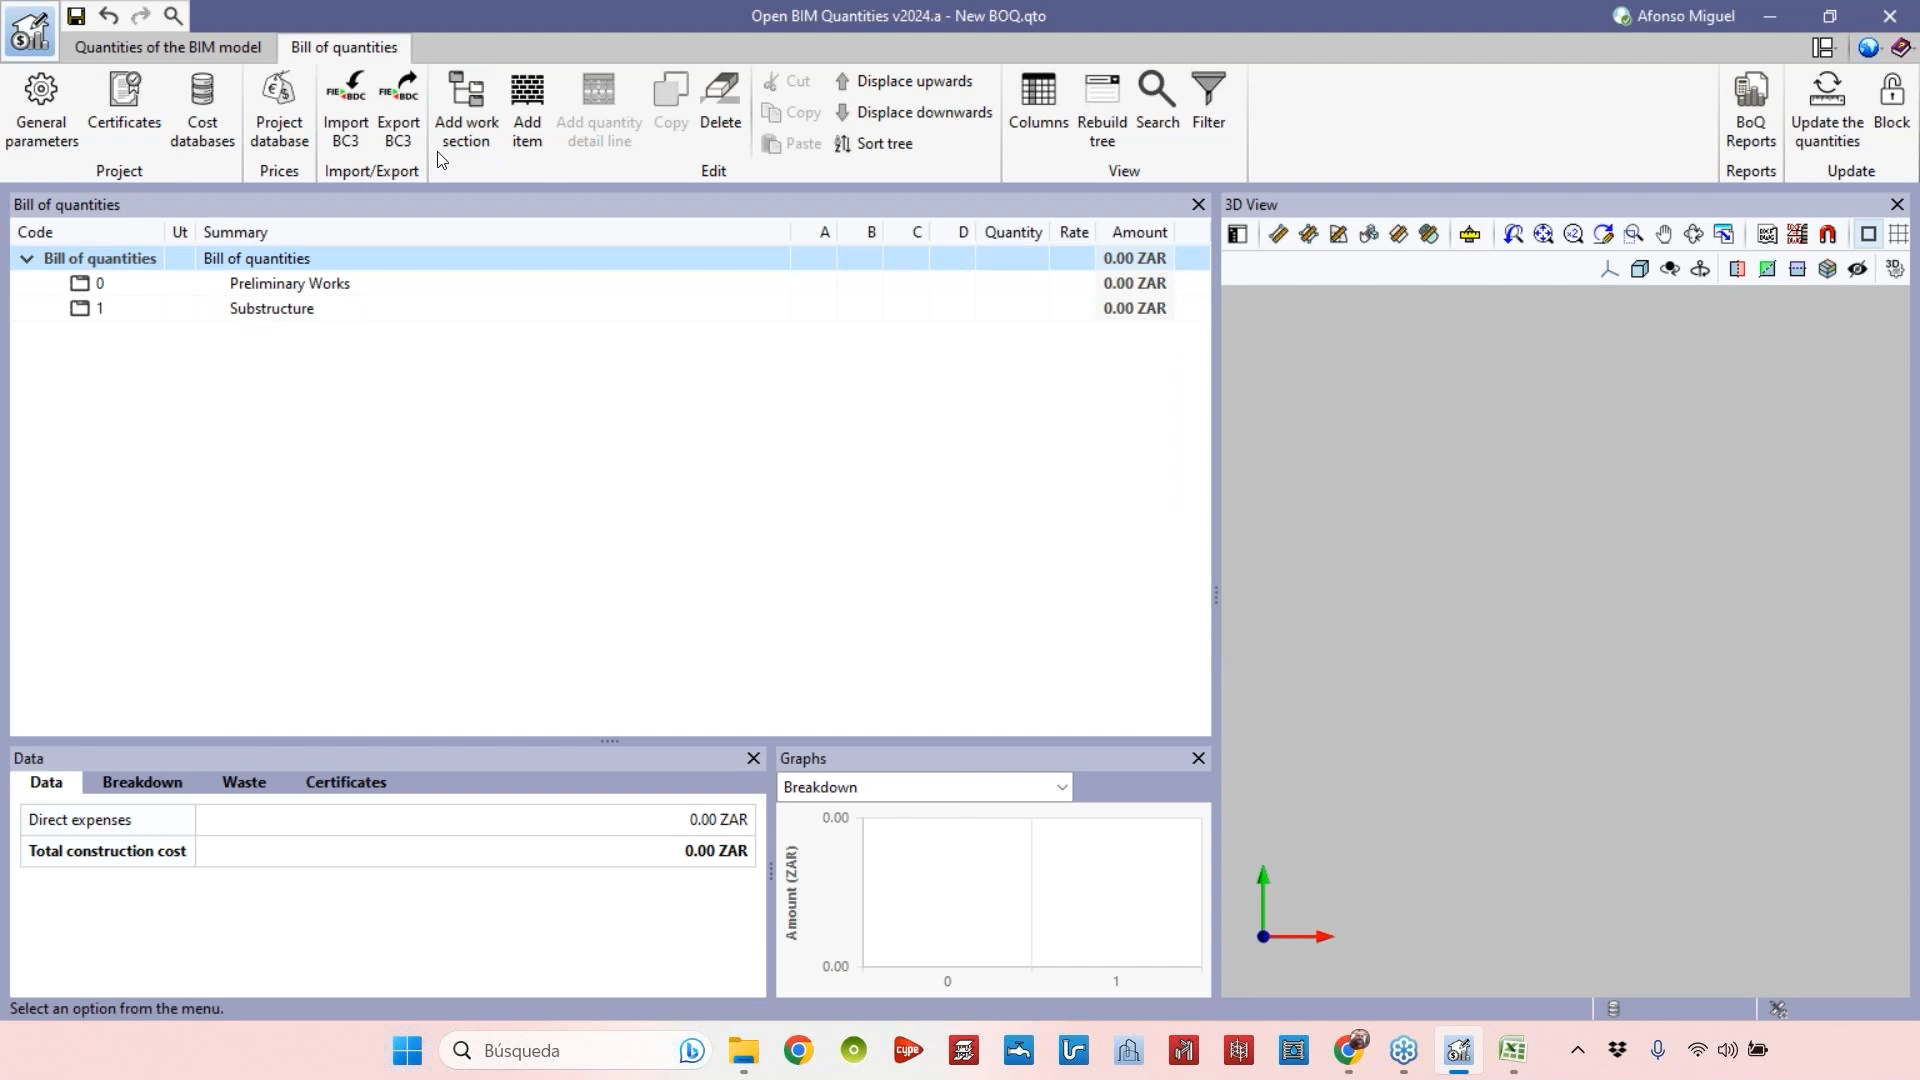 Open BIM Quantities v2024.a - New BOQ.qto
Afonso Miguel
Quantities of the BIM model
Bill of quantities
General parameters
Certificates
Cost databases
Project
Project database
Prices
FIE BDC
Import BC3
FIE BDC
Export BC3
Import/Export
Add work section
Add item
Add quantity detail line
Copy
Delete
Cut
Copy
Paste
Displace upwards
Displace downwards
Sort tree
Edit
Columns
Rebuild tree
Search
Filter
View
BoQ Reports
Reports
Update the quantities
Block
Update
Bill of quantities
Code Ut Summary A B C D Quantity Rate Amount
Bill of quantities Bill of quantities 0.00 ZAR
0 Preliminary Works 0.00 ZAR
1 Substructure 0.00 ZAR
3D View
Data
Data Breakdown Waste Certificates
Direct expenses 0.00 ZAR
Total construction cost 0.00 ZAR
Graphs
Breakdown
0.00
Amount (ZAR)
0.00
0 1
Select an option from the menu.
Búsqueda
cype